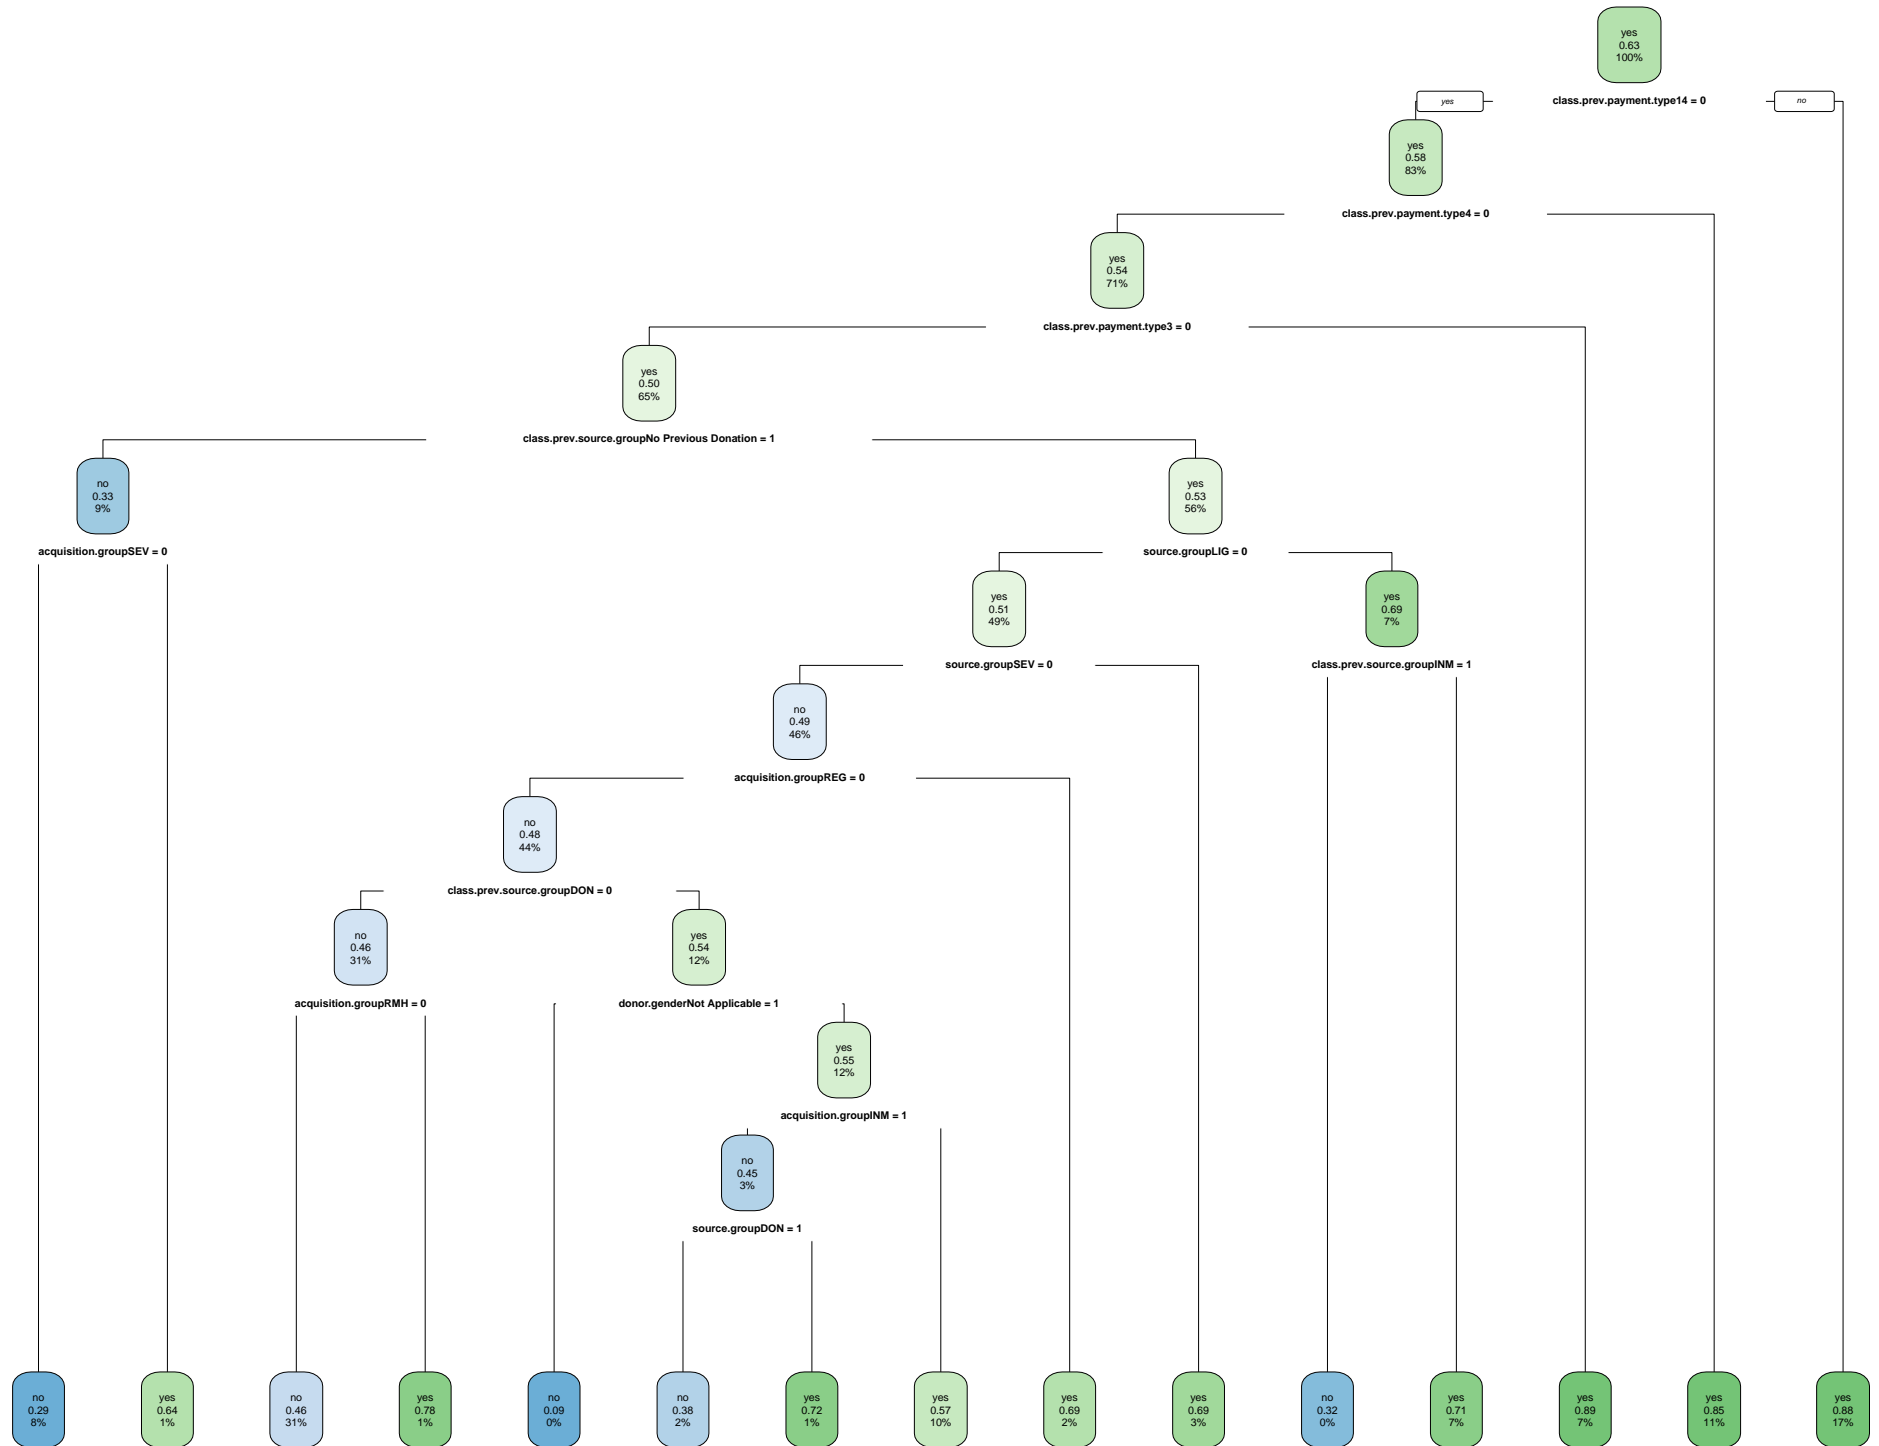 yes
0.63
100%
yes
class.prev.payment.type14 = 0
no
yes
0.58
83%
class.prev.payment.type4 = 0
yes
0.54
71%
class.prev.payment.type3 = 0
yes
0.50
65%
class.prev.source.groupNo Previous Donation = 1
no
0.33
9%
yes
0.53
56%
acquisition.groupSEV = 0
source.groupLIG = 0
yes
0.51
49%
yes
0.69
7%
source.groupSEV = 0
class.prev.source.groupINM = 1
no
0.49
46%
acquisition.groupREG = 0
no
0.48
44%
class.prev.source.groupDON = 0
no
0.46
31%
yes
0.54
12%
acquisition.groupRMH = 0
donor.genderNot Applicable = 1
yes
0.55
12%
acquisition.groupINM = 1
no
0.45
3%
source.groupDON = 1
no
0.29
8%
yes
0.64
1%
no
0.46
31%
yes
0.78
1%
no
0.09
0%
no
0.38
2%
yes
0.72
1%
yes
0.57
10%
yes
0.69
2%
yes
0.69
3%
no
0.32
0%
yes
0.71
7%
yes
0.89
7%
yes
0.85
11%
yes
0.88
17%